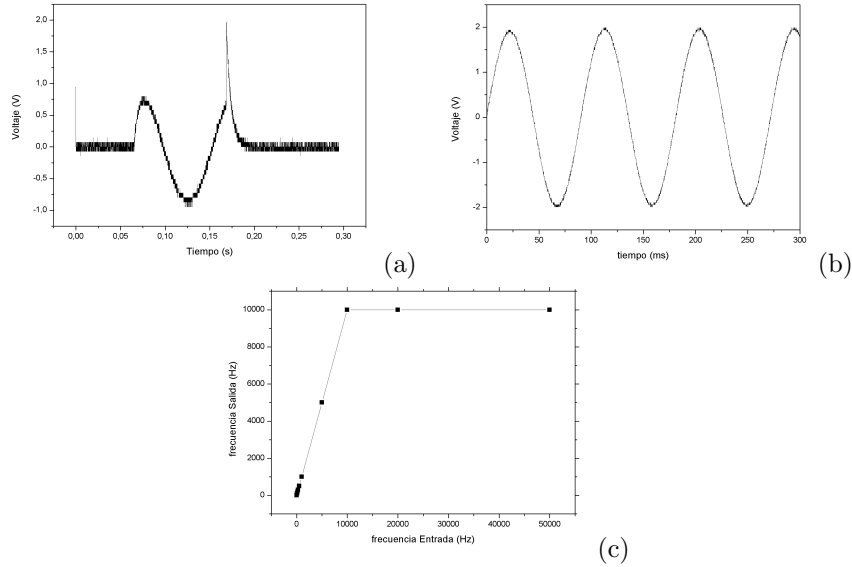 2,0
1,5
1,0
0,5
0,0
-0,5
-1,0
Voltaje (V)
0,00 0,05 0,10 0,15 0,20 0,25 0,30
Tiempo (s)
(a)
2
1
0
-1
-2
Voltaje (V)
0 50 100 150 200 250 300
tiempo (ms)
(b)
10000
8000
6000
4000
2000
0
frecuencia Salida (Hz)
0 10000 20000 30000 40000 50000
frecuencia Entrada (Hz)
(c)